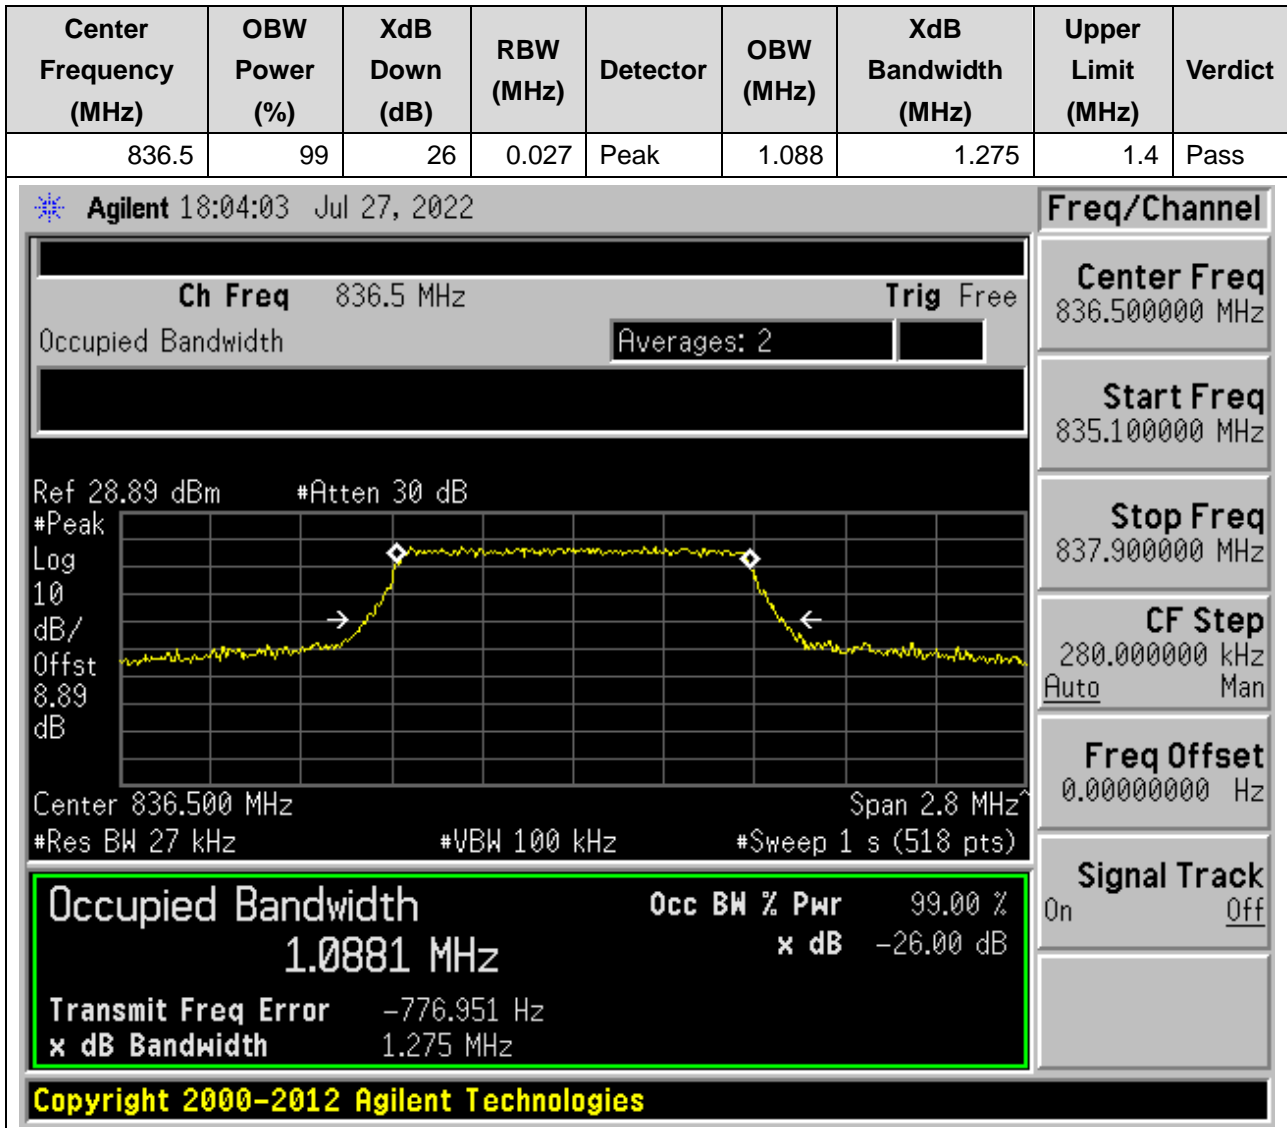 Center Frequency (MHz) OBW Power (%) XdB Down (dB) RBW (MHz) Detector OBW (MHz) XdB Bandwidth (MHz) Upper Limit (MHz) Verdict
836.5 99 26 0.027 Peak 1.088 1.275 1.4 Pass
Agilent 18:04:03 Jul 27, 2022
Ch Freq 836.5 MHz Trig Free
Occupied Bandwidth Averages: 2
Ref 28.89 dBm #Atten 30 dB
#Peak
Log
10
dB/
Offst
8.89
dB
Center 836.500 MHz Span 2.8 MHz^
#Res BW 27 kHz #VBW 100 kHz #Sweep 1 s (518 pts)
Occupied Bandwidth Occ BW % Pwr 99.00 %
1.0881 MHz x dB -26.00 dB
Transmit Freq Error -776.951 Hz
x dB Bandwidth 1.275 MHz
Copyright 2000-2012 Agilent Technologies
Freq/Channel
Center Freq
836.500000 MHz
Start Freq
835.100000 MHz
Stop Freq
837.900000 MHz
CF Step
280.000000 kHz
Auto Man
Freq Offset
0.00000000 Hz
Signal Track
On Off